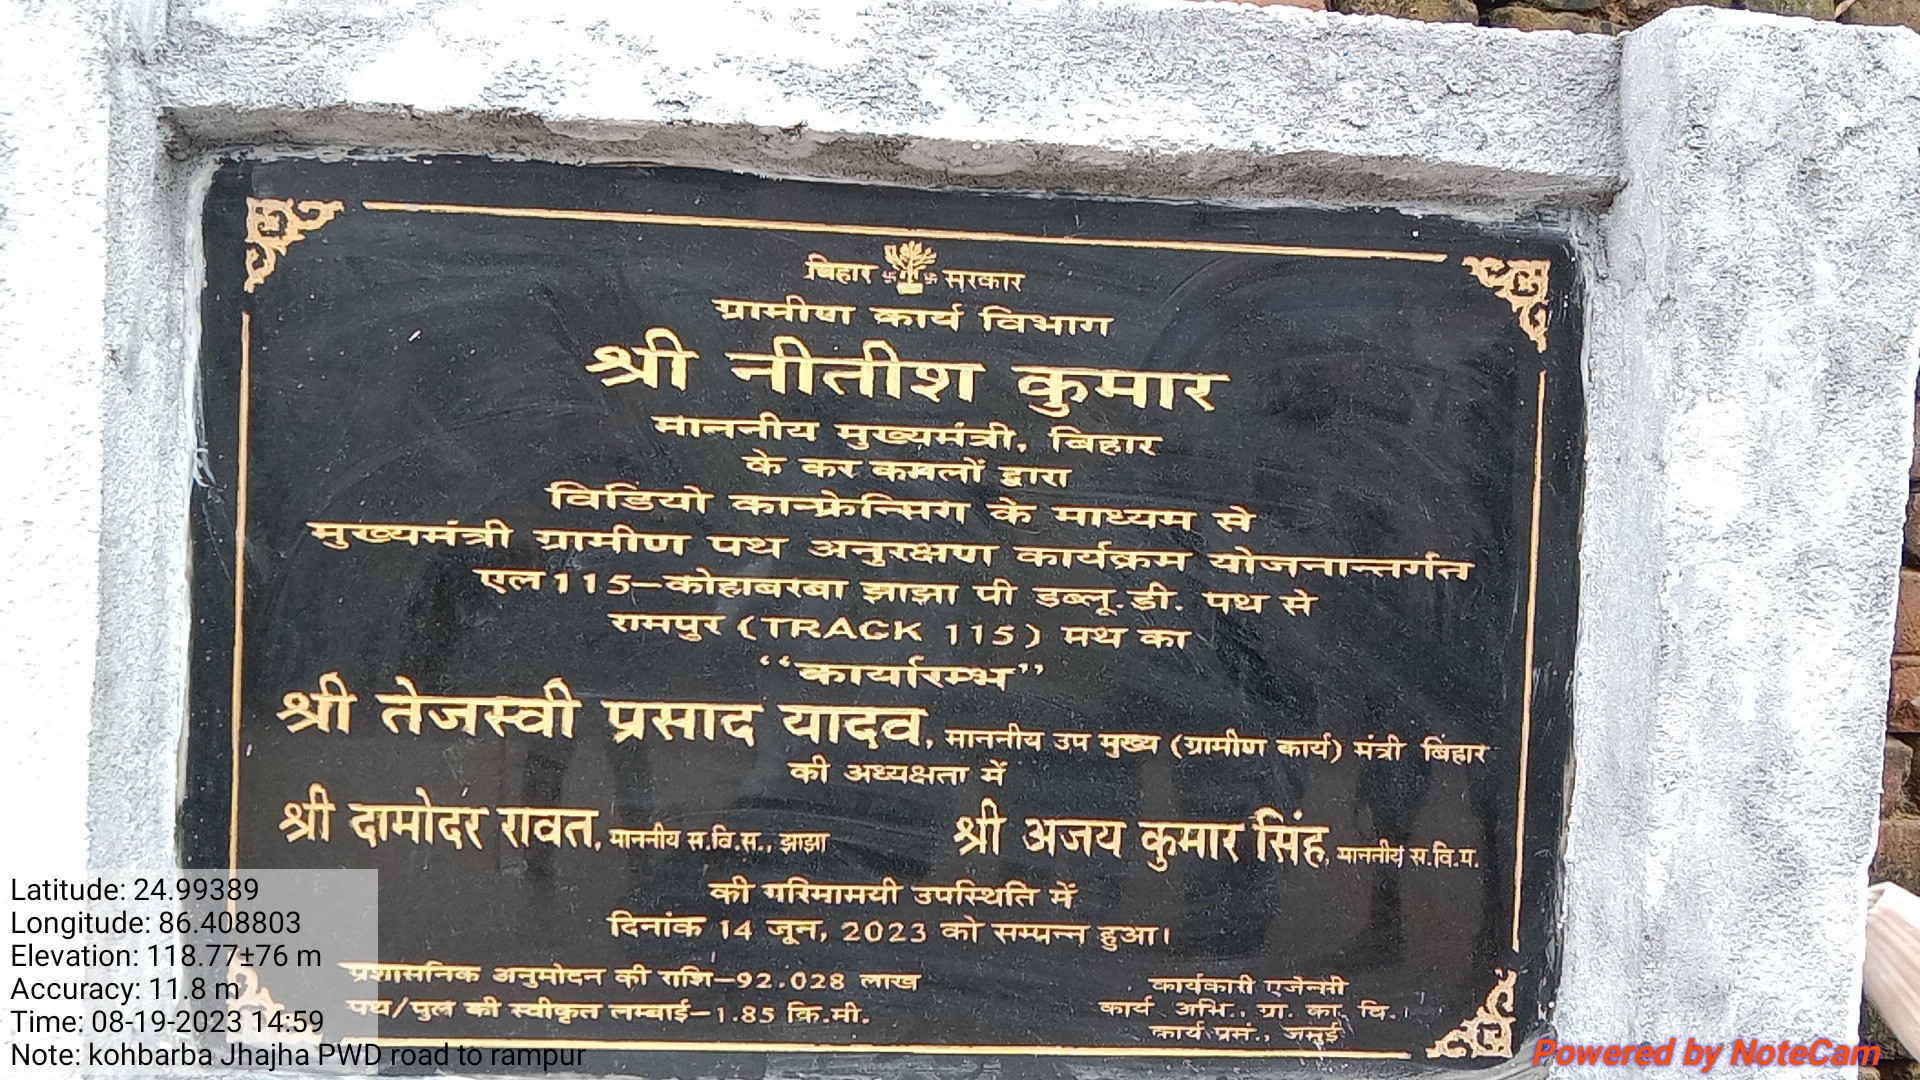 बिहार सरकार
ग्रामीण कार्य विभाग
श्री नीतीश कुमार
माननीय मुख्यमंत्री, बिहार
के कर कमलों द्वारा
विडियो कान्फ्रेन्सिग के माध्यम से
मुख्यमंत्री ग्रामीण पथ अनुरक्षण कार्यक्रम योजनान्तर्गत
एल115–कोहाबरबा झाझा पी डब्लू.डी. पथ से
रामपुर (TRACK 115) पथ का
“कार्यारम्भ”
श्री तेजस्वी प्रसाद यादव, माननीय उप मुख्य (ग्रामीण कार्य) मंत्री बिहार
की अध्यक्षता में
श्री दामोदर रावत, माननीय स.वि.स., झाझा श्री अजय कुमार सिंह, माननीय स.वि.प.
की गरिमामयी उपस्थिति में
दिनांक 14 जून, 2023 को सम्पन्न हुआ।
प्रशासनिक अनुमोदन की राशि–92.028 लाख
पथ/पुल की स्वीकृत लम्बाई–1.85 कि.मी.
कार्यकारी एजेन्सी
कार्य. अभि., ग्रा. का. वि.
कार्य प्रमं., जमुई
Latitude: 24.99389
Longitude: 86.408803
Elevation: 118.77±76 m
Accuracy: 11.8 m
Time: 08-19-2023 14:59
Note: kohbarba Jhajha PWD road to rampur
Powered by NoteCam